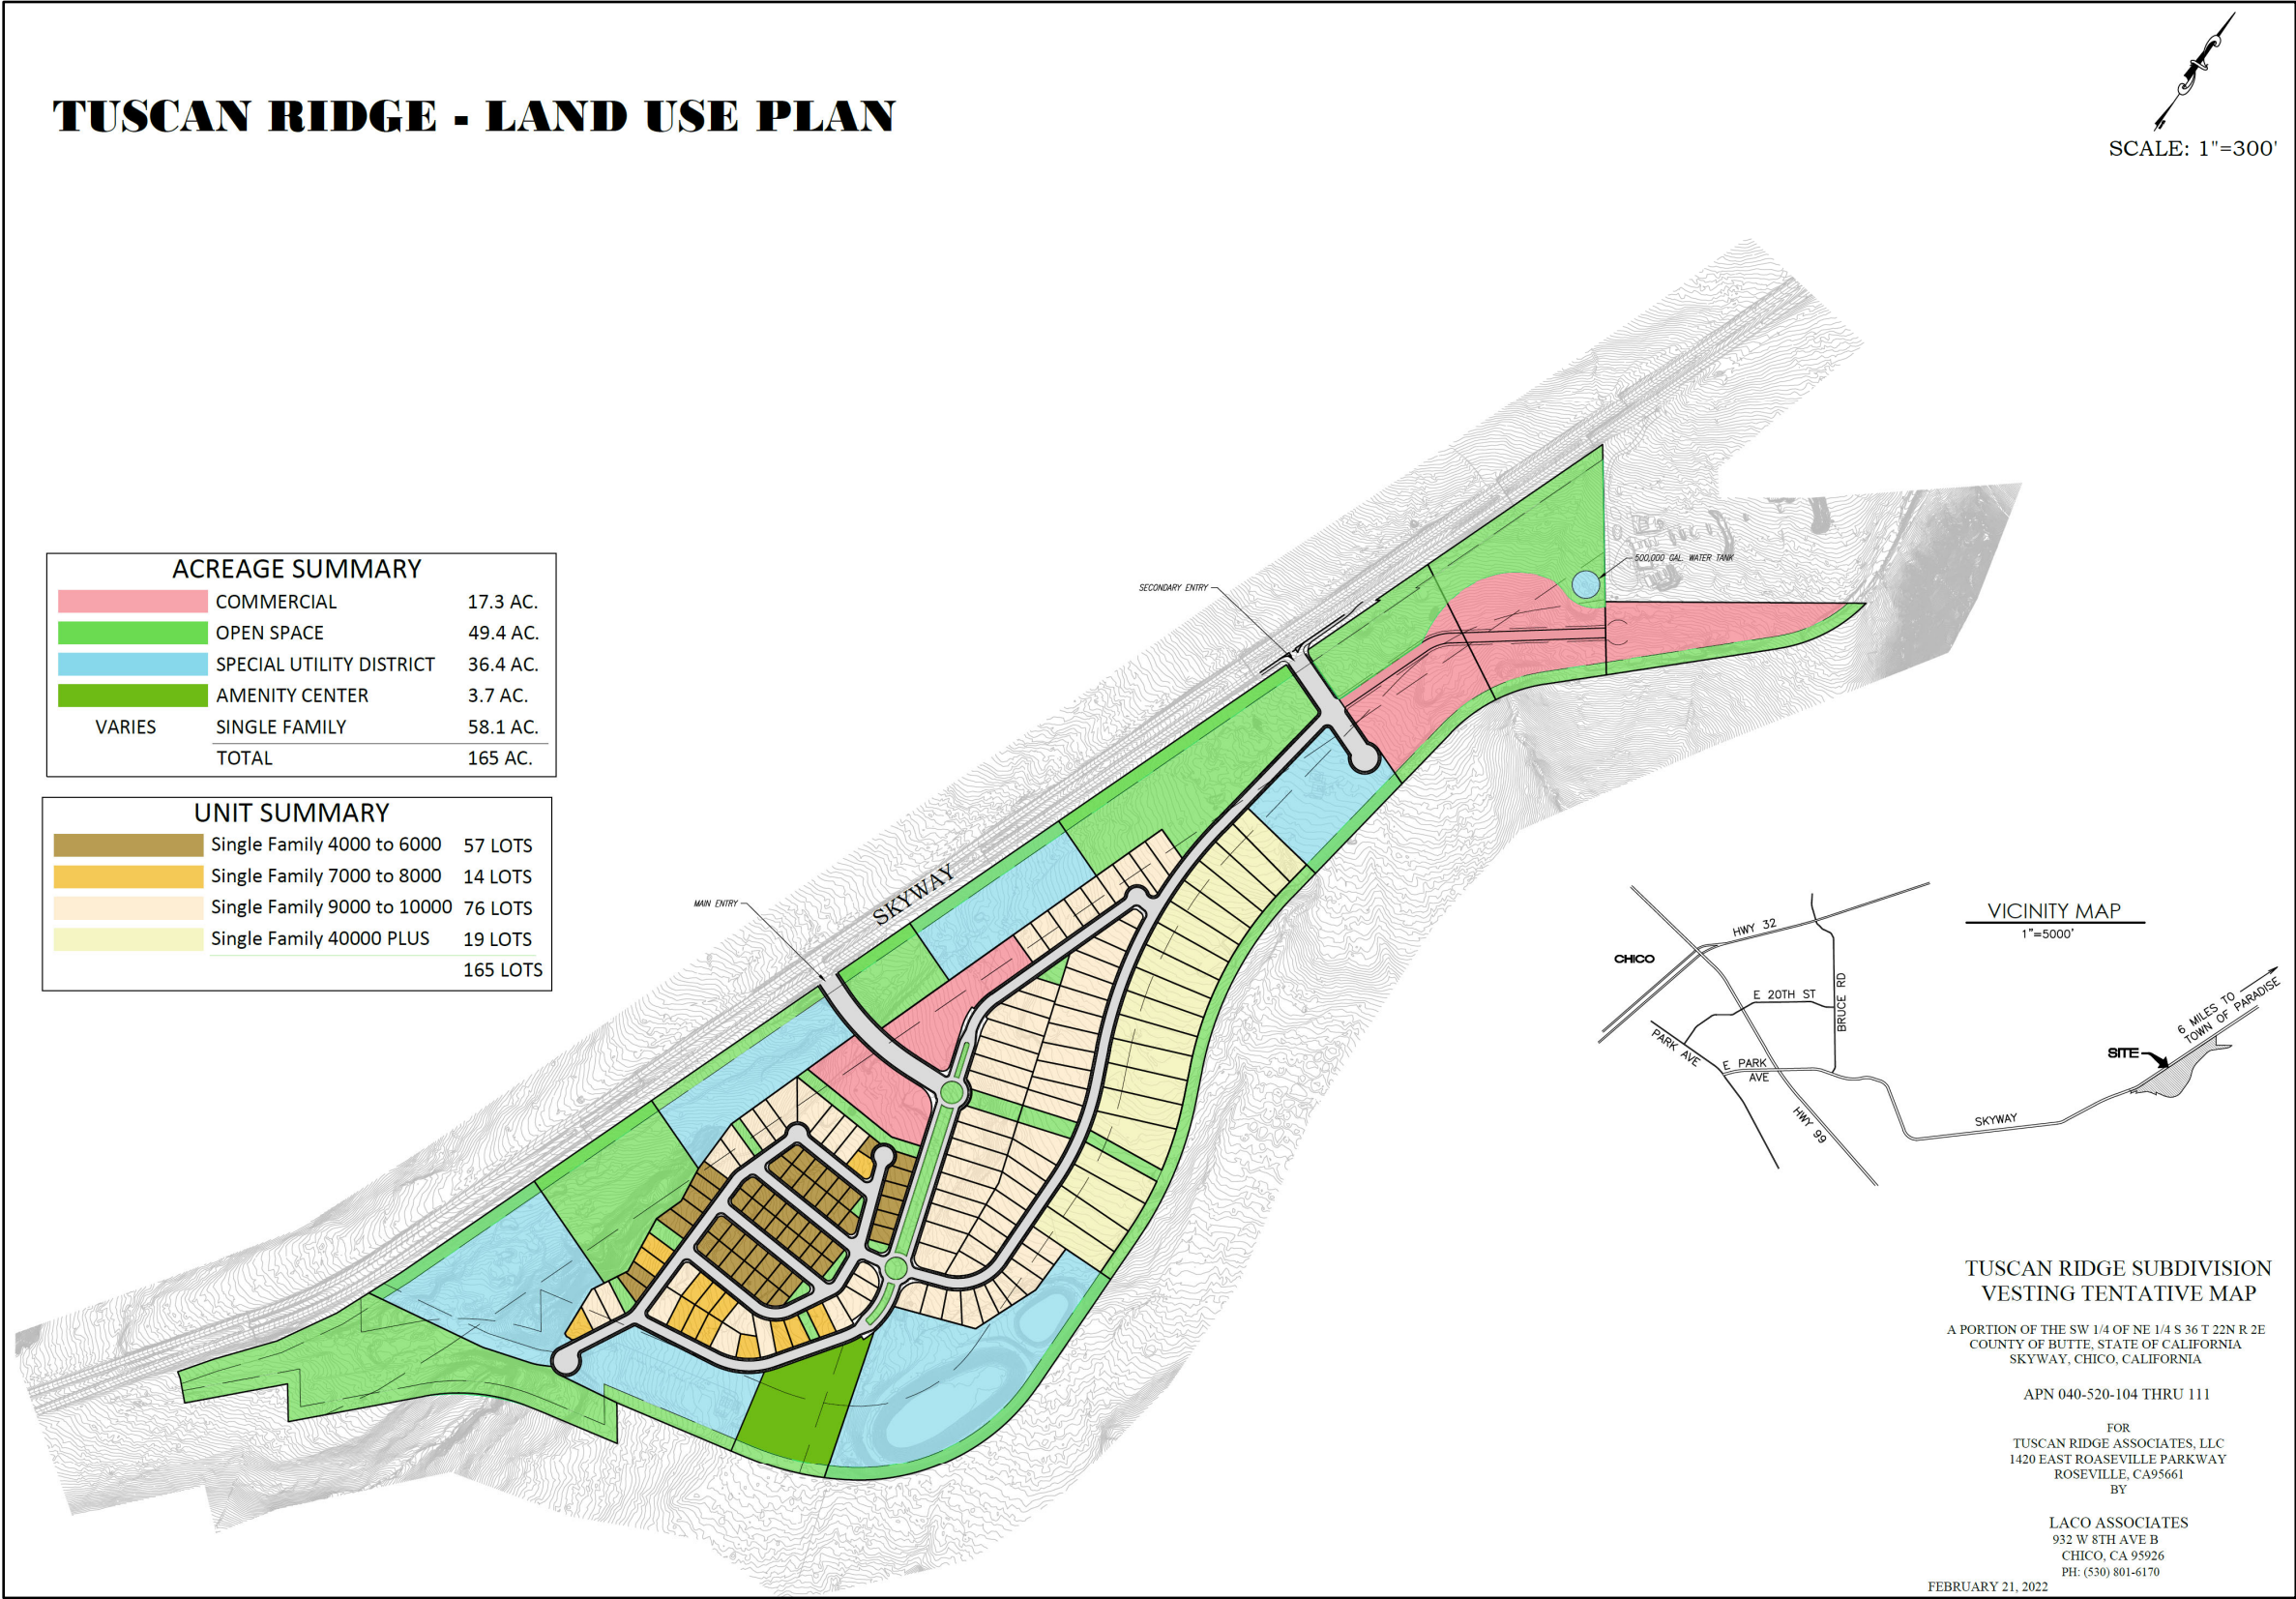 TUSCAN RIDGE - LAND USE PLAN
SCALE: 1"=300'
ACREAGE SUMMARY
COMMERCIAL 17.3 AC.
OPEN SPACE 49.4 AC.
SPECIAL UTILITY DISTRICT 36.4 AC.
AMENITY CENTER 3.7 AC.
VARIES SINGLE FAMILY 58.1 AC.
TOTAL 165 AC.
UNIT SUMMARY
Single Family 4000 to 6000 57 LOTS
Single Family 7000 to 8000 14 LOTS
Single Family 9000 to 10000 76 LOTS
Single Family 40000 PLUS 19 LOTS
165 LOTS
500,000 GAL. WATER TANK
SECONDARY ENTRY
MAIN ENTRY
SKYWAY
VICINITY MAP
1"=5000'
HWY 32
CHICO
E 20TH ST
BRUCE RD
PARK AVE
E PARK
AVE
HWY 99
SKYWAY
SITE
6 MILES TO
TOWN OF PARADISE
TUSCAN RIDGE SUBDIVISION
VESTING TENTATIVE MAP
A PORTION OF THE SW 1/4 OF NE 1/4 S 36 T 22N R 2E
COUNTY OF BUTTE, STATE OF CALIFORNIA
SKYWAY, CHICO, CALIFORNIA
APN 040-520-104 THRU 111
FOR
TUSCAN RIDGE ASSOCIATES, LLC
1420 EAST ROASEVILLE PARKWAY
ROSEVILLE, CA95661
BY
LACO ASSOCIATES
932 W 8TH AVE B
CHICO, CA 95926
PH: (530) 801-6170
FEBRUARY 21, 2022